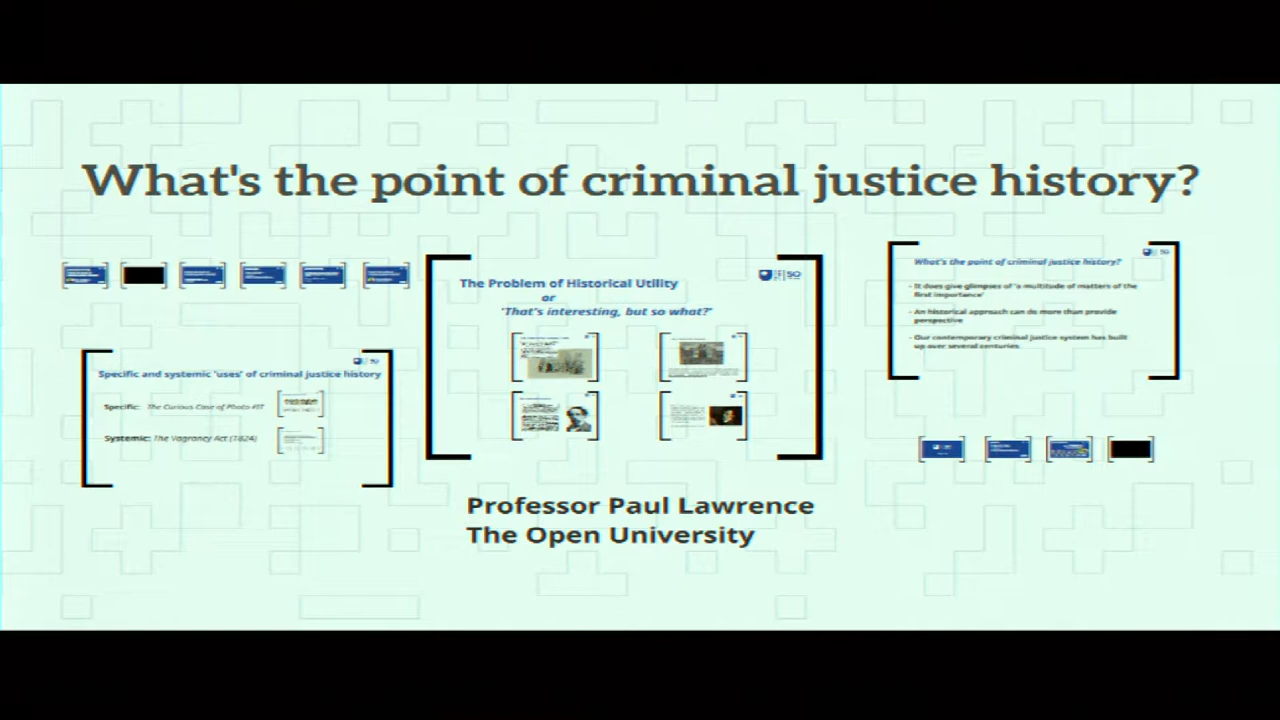 What's the point of criminal justice history?
The Problem of Historical Utility
or
'That's interesting, but so what?'
Specific and systemic 'uses' of criminal justice history
Specific: The Curious Case of Photo FIT
Systemic: The Vagrancy Act (1824)
What's the point of criminal justice history?
- It does give glimpses of 'a multitude of matters of the
first importance'
- An historical approach can do more than provide
perspective
- Our contemporary criminal justice system has built
up over several centuries.
Professor Paul Lawrence
The Open University